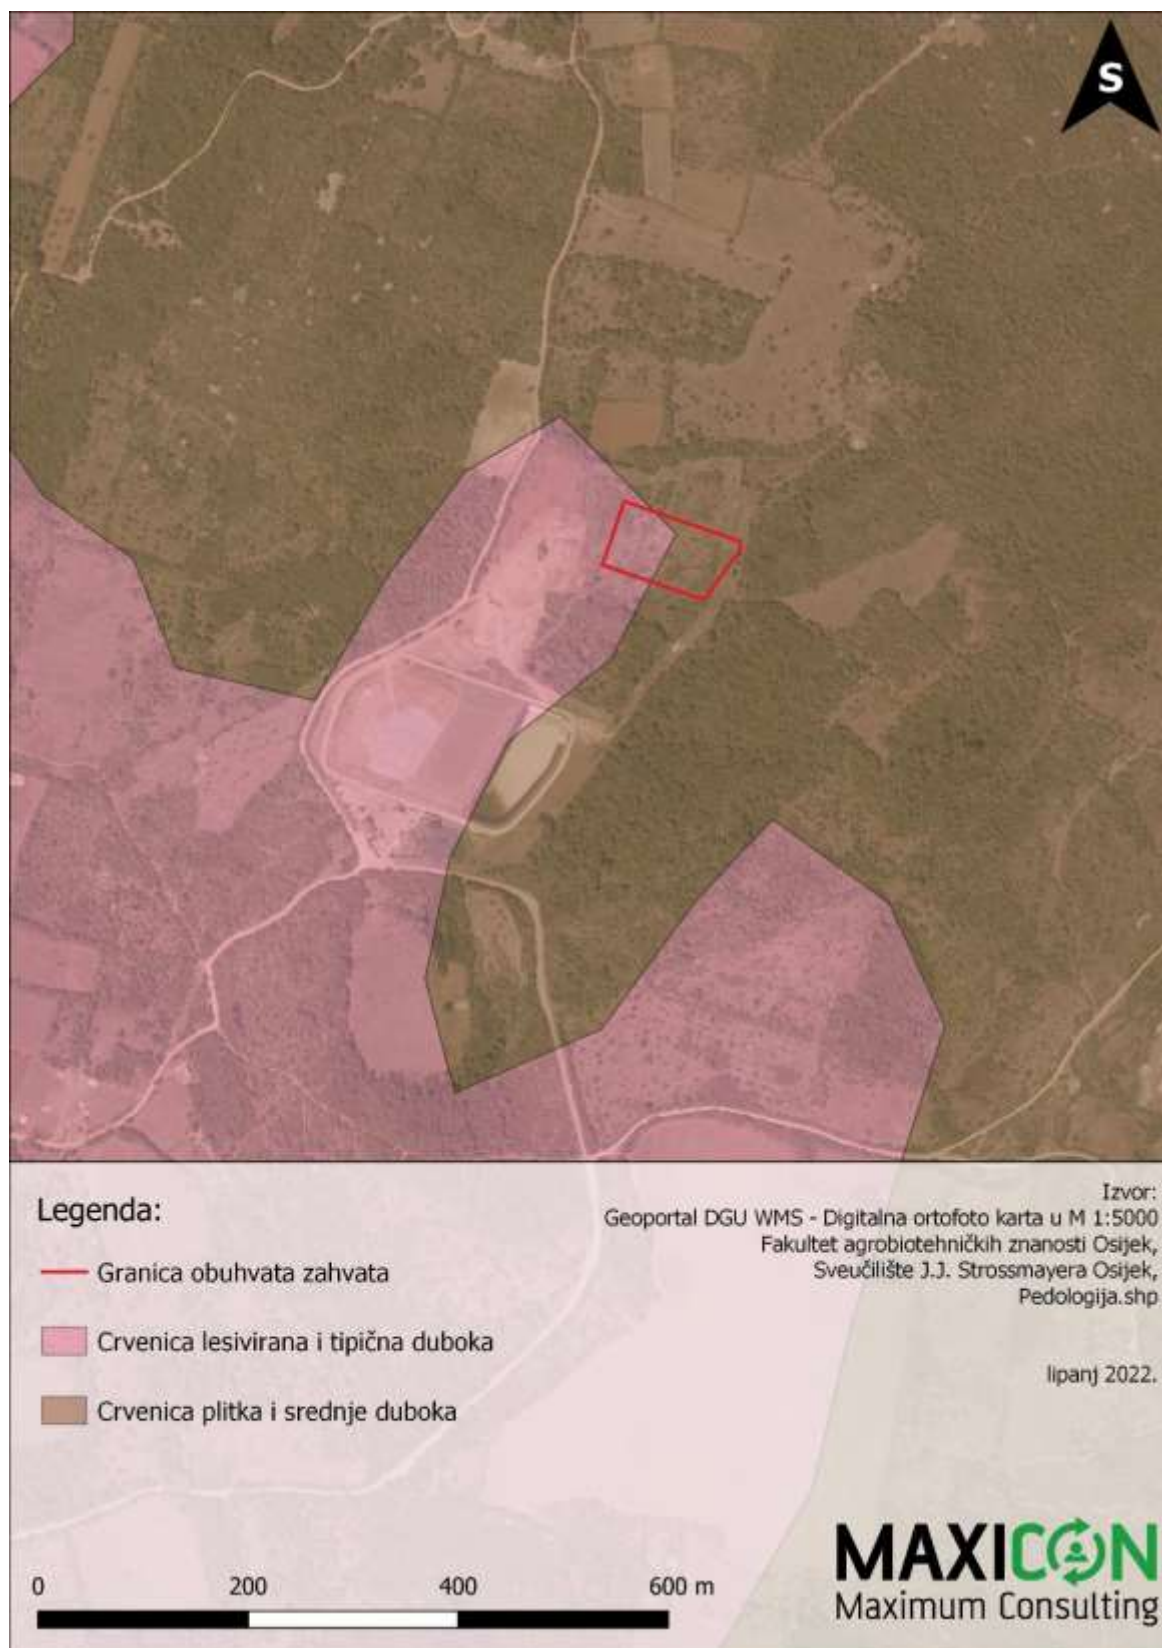 S
Legenda:
Granica obuhvata zahvata
Crvenica lesivirana i tipična duboka
Crvenica plitka i srednje duboka
Izvor:
Geoportal DGU WMS - Digitalna ortofoto karta u M 1:5000
Fakultet agrobiotehničkih znanosti Osijek,
Sveučilište J.J. Strossmayera Osijek,
Pedologija.shp
lipanj 2022.
0 200 400 600 m
MAXICON
Maximum Consulting